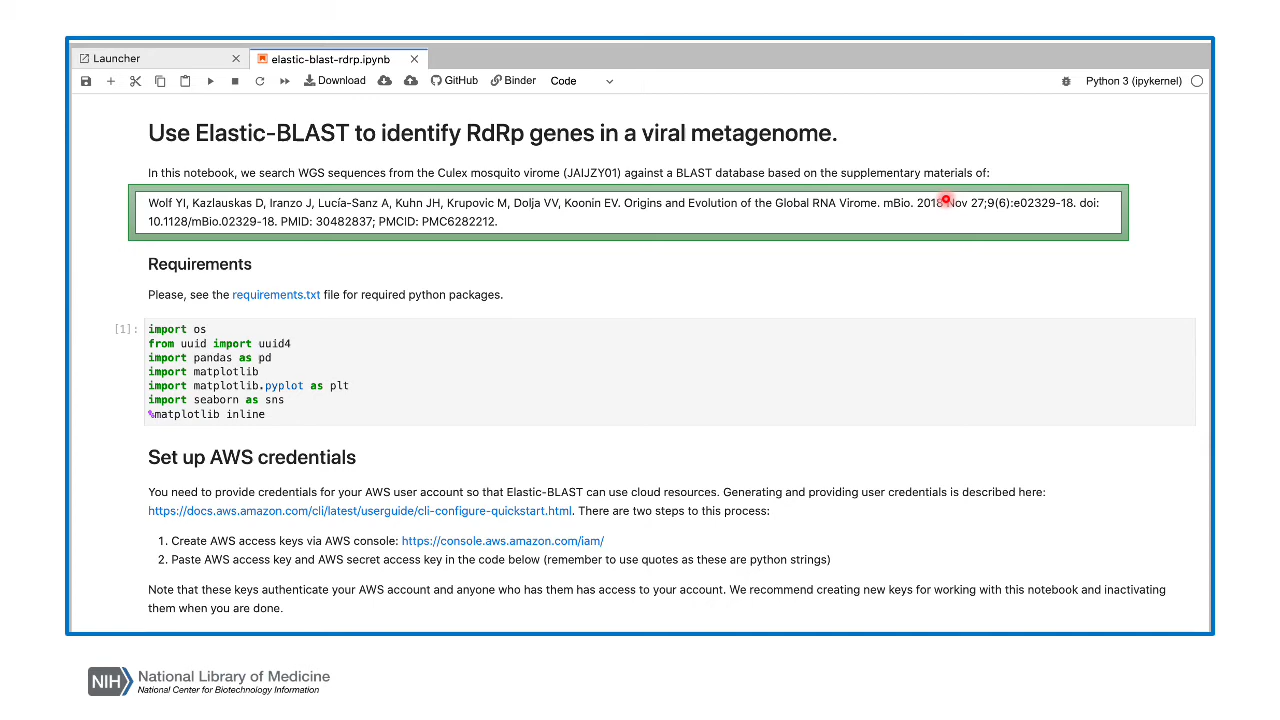 Launcher
elastic-blast-rdrp.ipynb
Download GitHub Binder Code Python 3 (ipykernel)
Use Elastic-BLAST to identify RdRp genes in a viral metagenome.
In this notebook, we search WGS sequences from the Culex mosquito virome (JAIJZY01) against a BLAST database based on the supplementary materials of:
Wolf YI, Kazlauskas D, Iranzo J, Lucía-Sanz A, Kuhn JH, Krupovic M, Dolja VV, Koonin EV. Origins and Evolution of the Global RNA Virome. mBio. 2018 Nov 27;9(6):e02329-18. doi:
10.1128/mBio.02329-18. PMID: 30482837; PMCID: PMC6282212.
Requirements
Please, see the requirements.txt file for required python packages.
[1]:
import os
from uuid import uuid4
import pandas as pd
import matplotlib
import matplotlib.pyplot as plt
import seaborn as sns
%matplotlib inline
Set up AWS credentials
You need to provide credentials for your AWS user account so that Elastic-BLAST can use cloud resources. Generating and providing user credentials is described here:
https://docs.aws.amazon.com/cli/latest/userguide/cli-configure-quickstart.html. There are two steps to this process:
1. Create AWS access keys via AWS console: https://console.aws.amazon.com/iam/
2. Paste AWS access key and AWS secret access key in the code below (remember to use quotes as these are python strings)
Note that these keys authenticate your AWS account and anyone who has them has access to your account. We recommend creating new keys for working with this notebook and inactivating
them when you are done.
NIH National Library of Medicine
National Center for Biotechnology Information